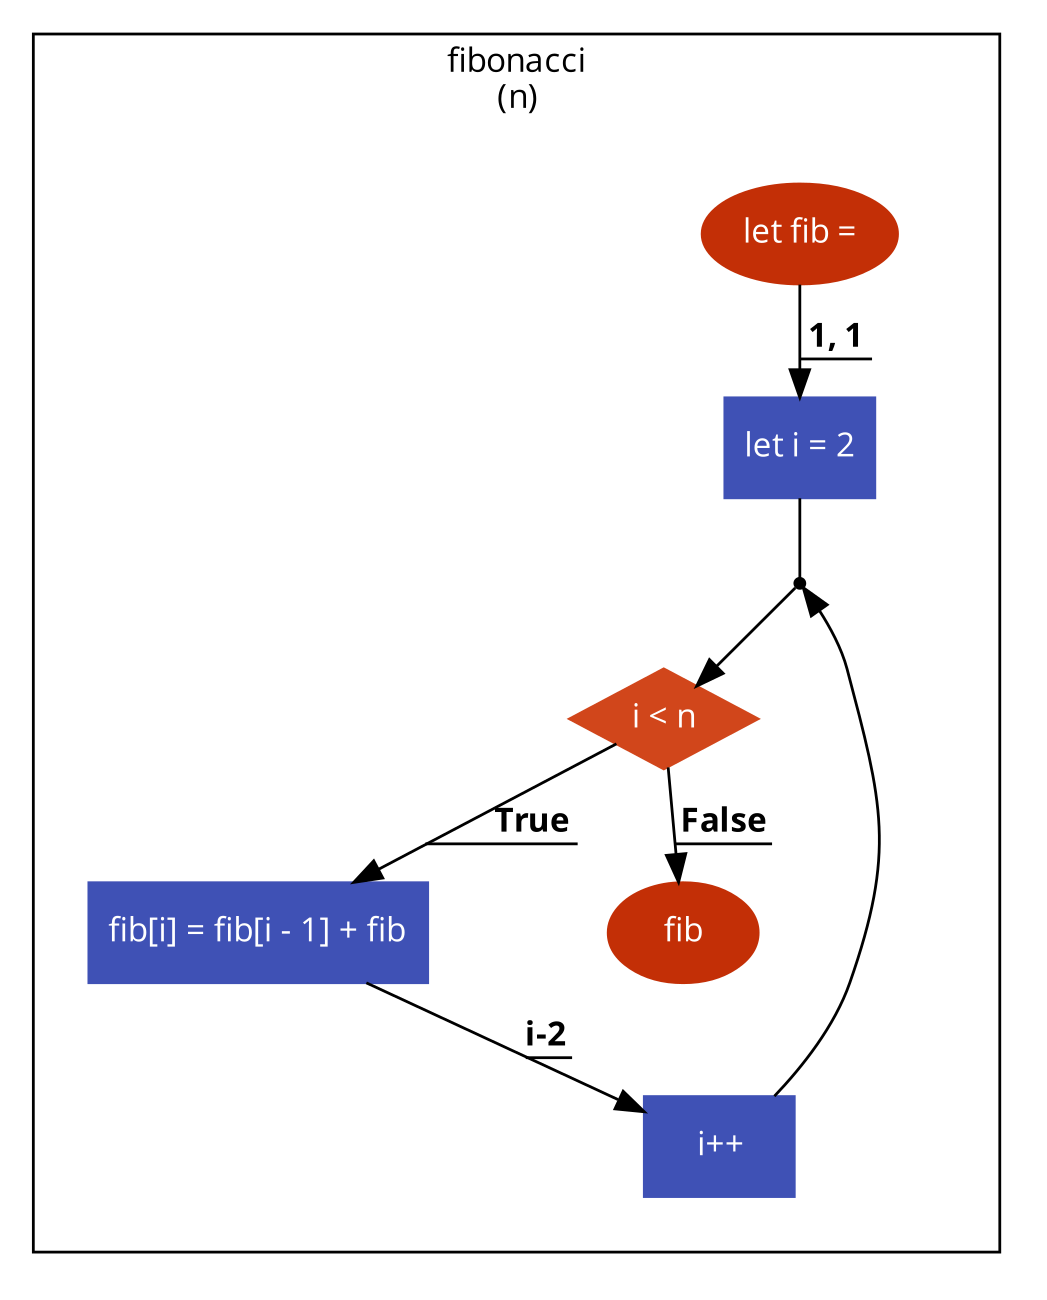 fibonacci
(n)
let fib =
1, 1
let i = 2
i < n
True
False
fib[i] = fib[i - 1] + fib
fib
i-2
i++